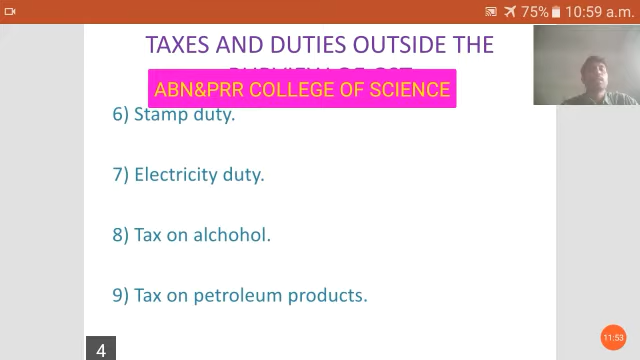 75% 10:59 a.m.
TAXES AND DUTIES OUTSIDE THE
ABN&PRR COLLEGE OF SCIENCE
6) Stamp duty.
7) Electricity duty.
8) Tax on alchohol.
9) Tax on petroleum products.
4
11:53